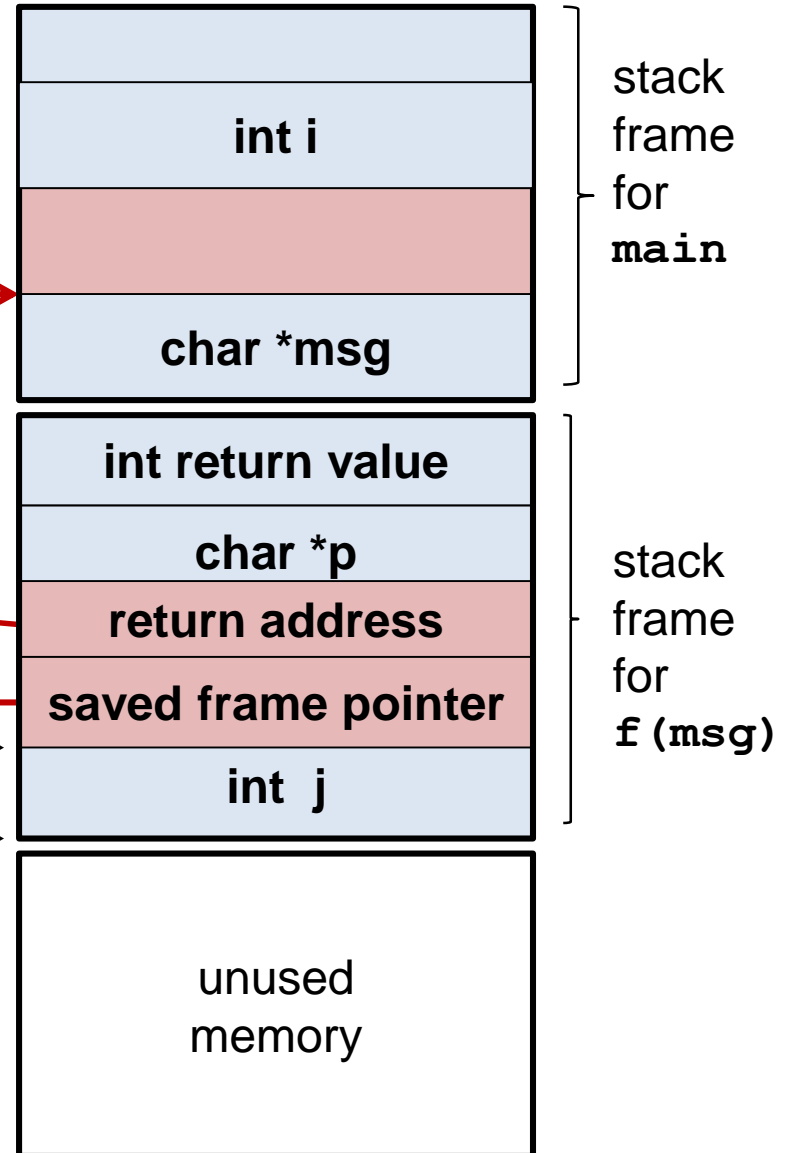 stack
frame
for
main
int i
char *msg
int return value
char *p
return address
saved frame pointer
int j
stack
frame
for
f(msg)
unused
memory